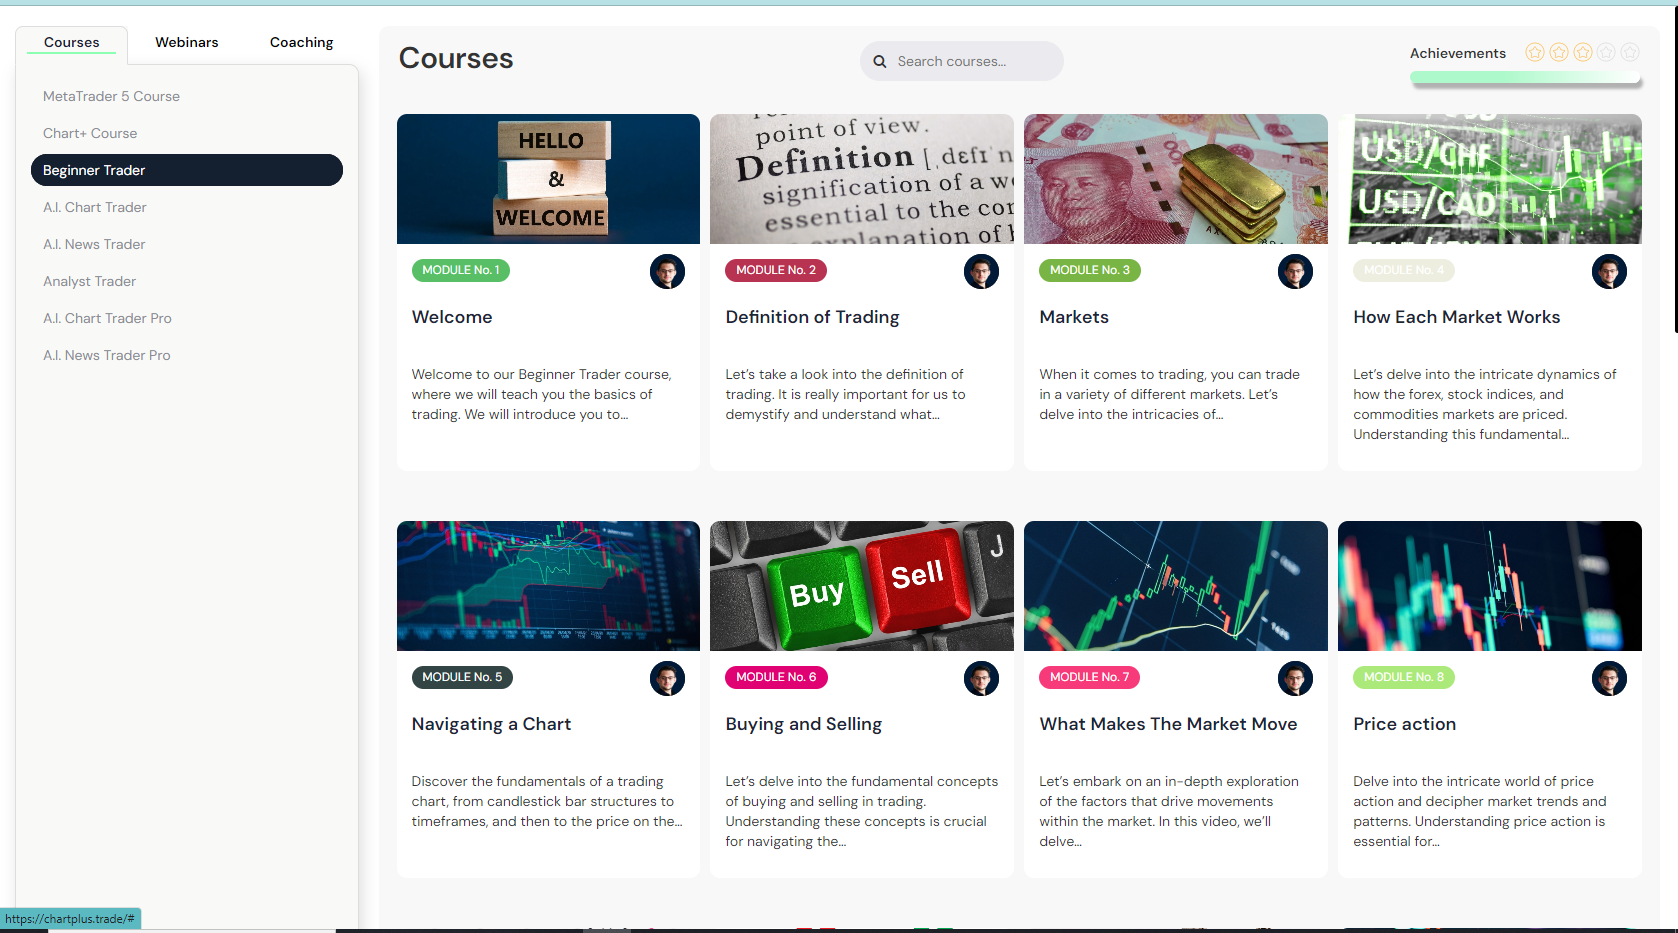 Courses
Webinars
Coaching
MetaTrader 5 Course
Chart+ Course
Beginner Trader
A.I. Chart Trader
A.I. News Trader
Analyst Trader
A.I. Chart Trader Pro
A.I. News Trader Pro
Courses
Search courses...
Achievements
HELLO
&
WELCOME
MODULE No. 1
Welcome
Welcome to our Beginner Trader course,
where we will teach you the basics of
trading. We will introduce you to...
point of view.
Definition
signification of a
essential to the
explanation of
MODULE No. 2
Definition of Trading
Let's take a look into the definition of
trading. It is really important for us to
demystify and understand what...
MODULE No. 3
Markets
When it comes to trading, you can trade
in a variety of different markets. Let's
delve into the intricacies of...
USD/CHF
USD/CAD
MODULE No. 4
How Each Market Works
Let's delve into the intricate dynamics of
how the forex, stock indices, and
commodities markets are priced.
Understanding this fundamental...
MODULE No. 5
Navigating a Chart
Discover the fundamentals of a trading
chart, from candlestick bar structures to
timeframes, and then to the price on the...
Buy
Sell
J
MODULE No. 6
Buying and Selling
Let's delve into the fundamental concepts
of buying and selling in trading.
Understanding these concepts is crucial
for navigating the...
MODULE No. 7
What Makes The Market Move
Let's embark on an in-depth exploration
of the factors that drive movements
within the market. In this video, we'll
delve...
MODULE No. 8
Price action
Delve into the intricate world of price
action and decipher market trends and
patterns. Understanding price action is
essential for...
https://chartplus.trade/#